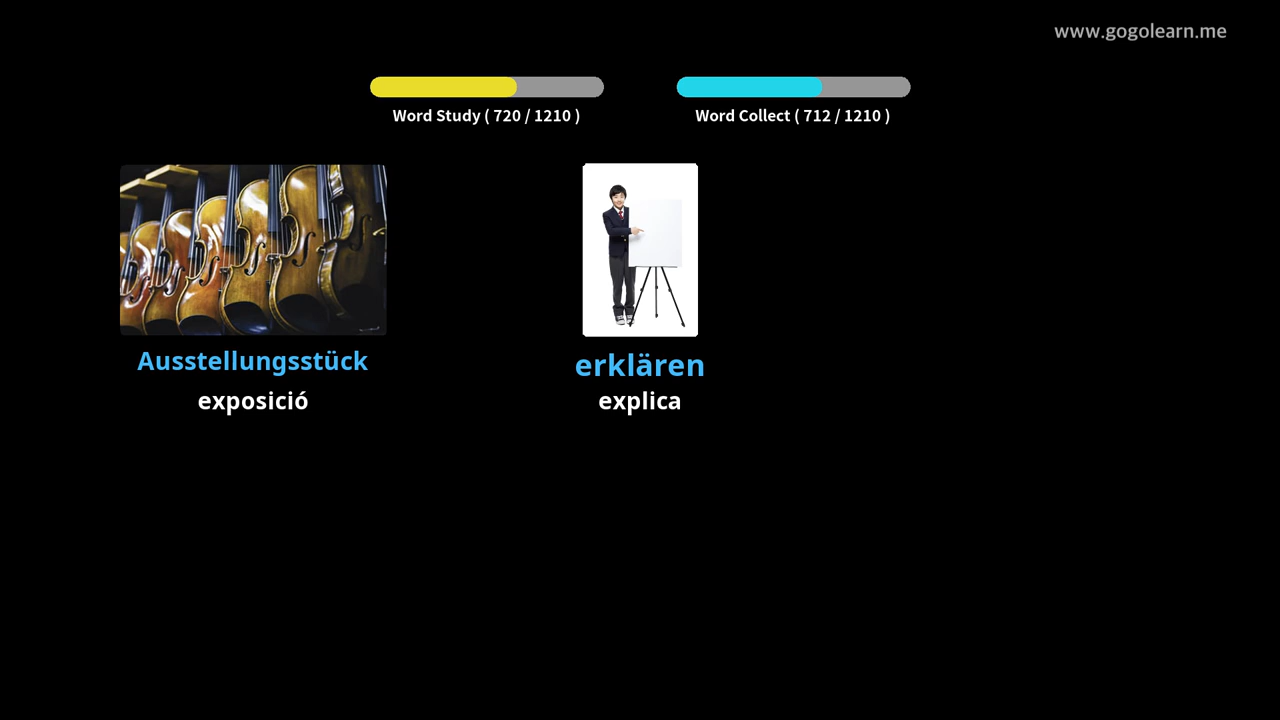 www.gogolearn.me
Word Study ( 720 / 1210 )
Word Collect ( 712 / 1210 )
Ausstellungsstück
erklären
exposició
explica